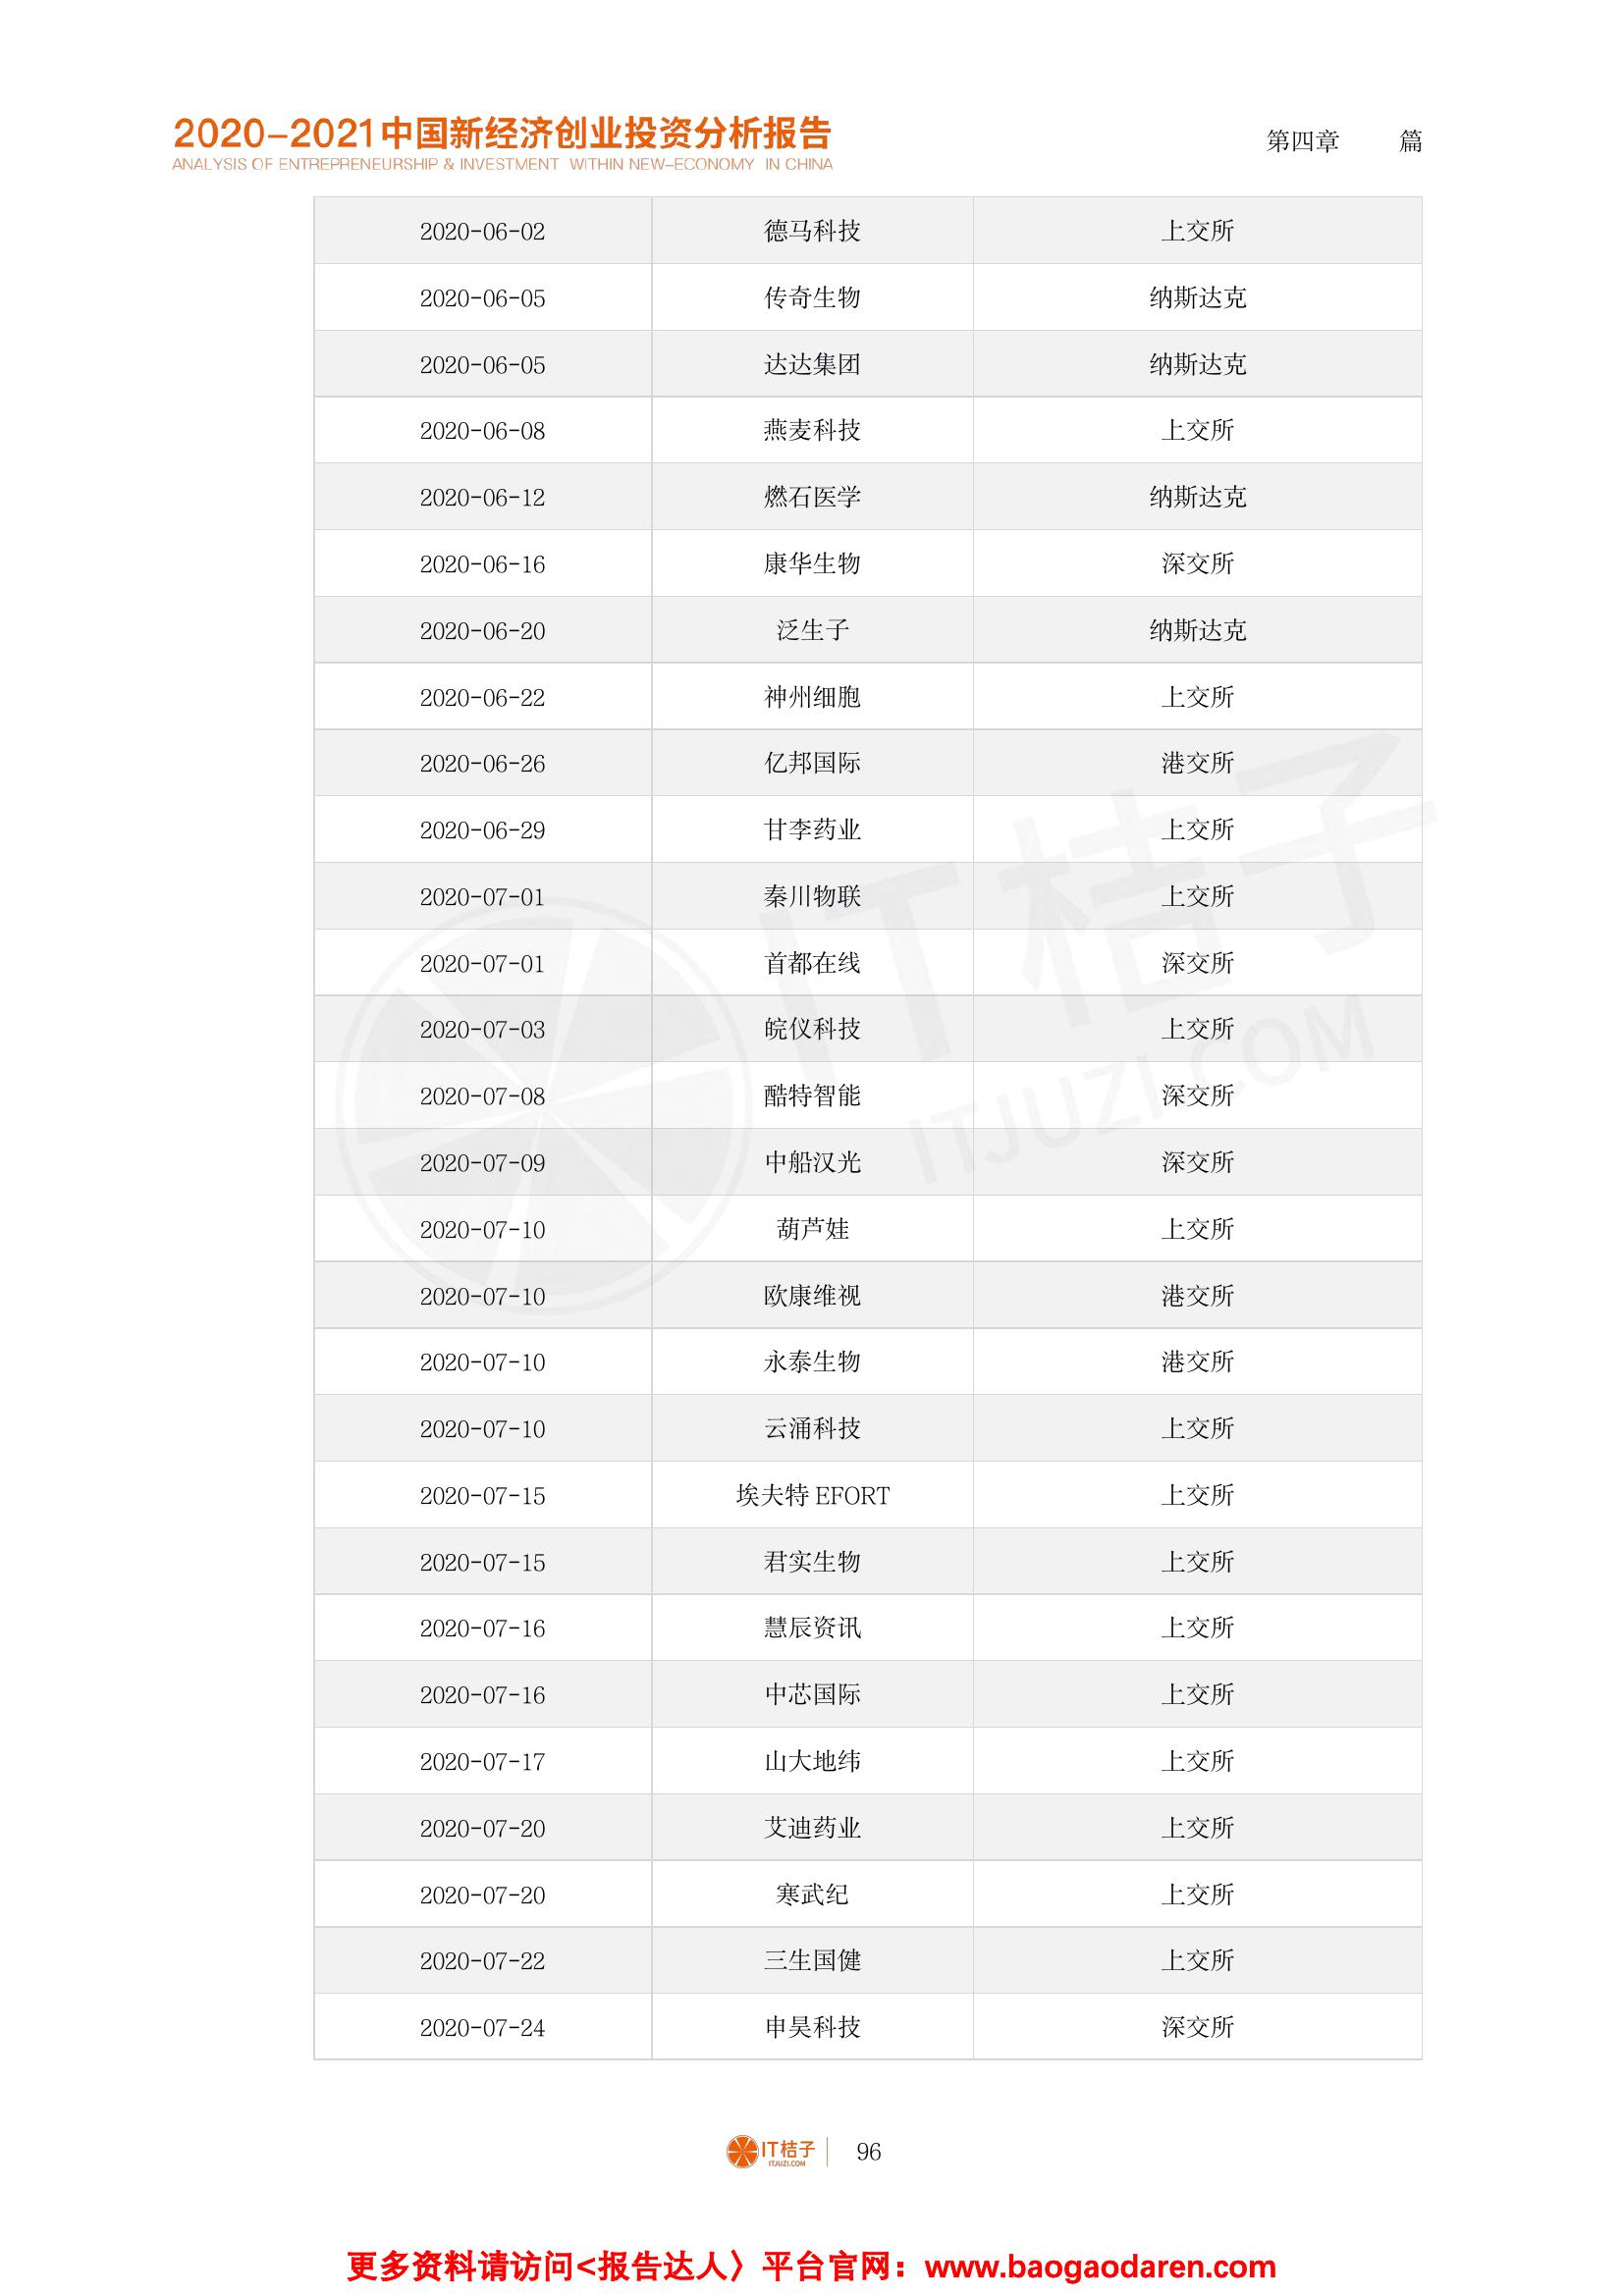 2020-2021中国新经济创业投资分析报告
ANALYSIS OF ENTREPRENEURSHIP & INVESTMENT WITHIN NEW-ECONOMY IN CHINA
第四章 篇
2020-06-02 德马科技 上交所
2020-06-05 传奇生物 纳斯达克
2020-06-05 达达集团 纳斯达克
2020-06-08 燕麦科技 上交所
2020-06-12 燃石医学 纳斯达克
2020-06-16 康华生物 深交所
2020-06-20 泛生子 纳斯达克
2020-06-22 神州细胞 上交所
2020-06-26 亿邦国际 港交所
2020-06-29 甘李药业 上交所
2020-07-01 秦川物联 上交所
2020-07-01 首都在线 深交所
2020-07-03 皖仪科技 上交所
2020-07-08 酷特智能 深交所
2020-07-09 中船汉光 深交所
2020-07-10 葫芦娃 上交所
2020-07-10 欧康维视 港交所
2020-07-10 永泰生物 港交所
2020-07-10 云涌科技 上交所
2020-07-15 埃夫特 EFORT 上交所
2020-07-15 君实生物 上交所
2020-07-16 慧辰资讯 上交所
2020-07-16 中芯国际 上交所
2020-07-17 山大地纬 上交所
2020-07-20 艾迪药业 上交所
2020-07-20 寒武纪 上交所
2020-07-22 三生国健 上交所
2020-07-24 申昊科技 深交所
IT桔子
ITJUZI.COM
IT桔子
ITJUZI.COM
96
更多资料请访问<报告达人〉平台官网：www.baogaodaren.com